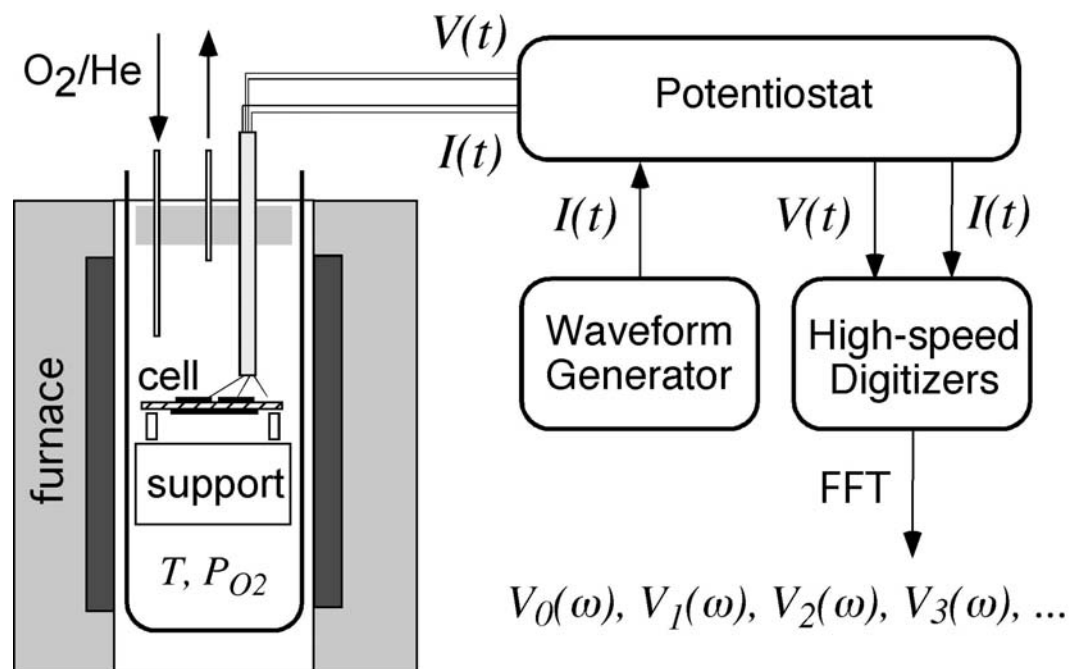 V(t)
O2/He
Potentiostat
I(t)
I(t)
V(t)
I(t)
Waveform
Generator
High-speed
Digitizers
cell
furnace
support
FFT
T, PO2
V0(ω), V1(ω), V2(ω), V3(ω), ...